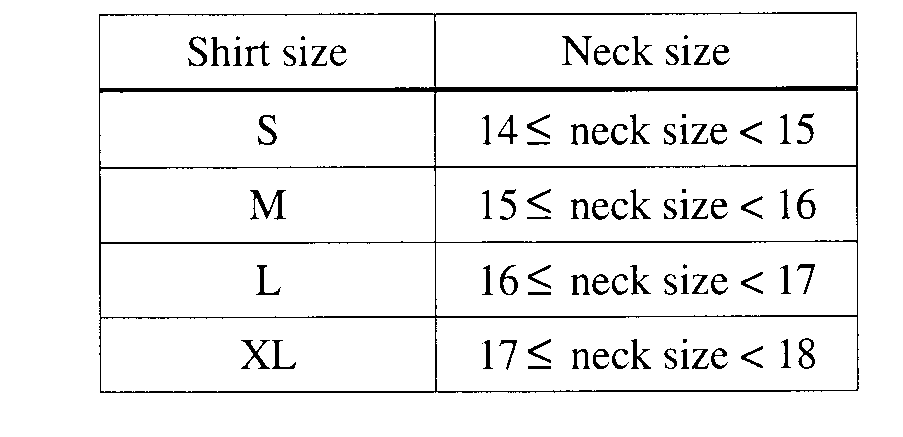 Shirt size Neck size
S 14≤ neck size < 15
M 15≤ neck size < 16
L 16≤ neck size < 17
XL 17≤ neck size < 18